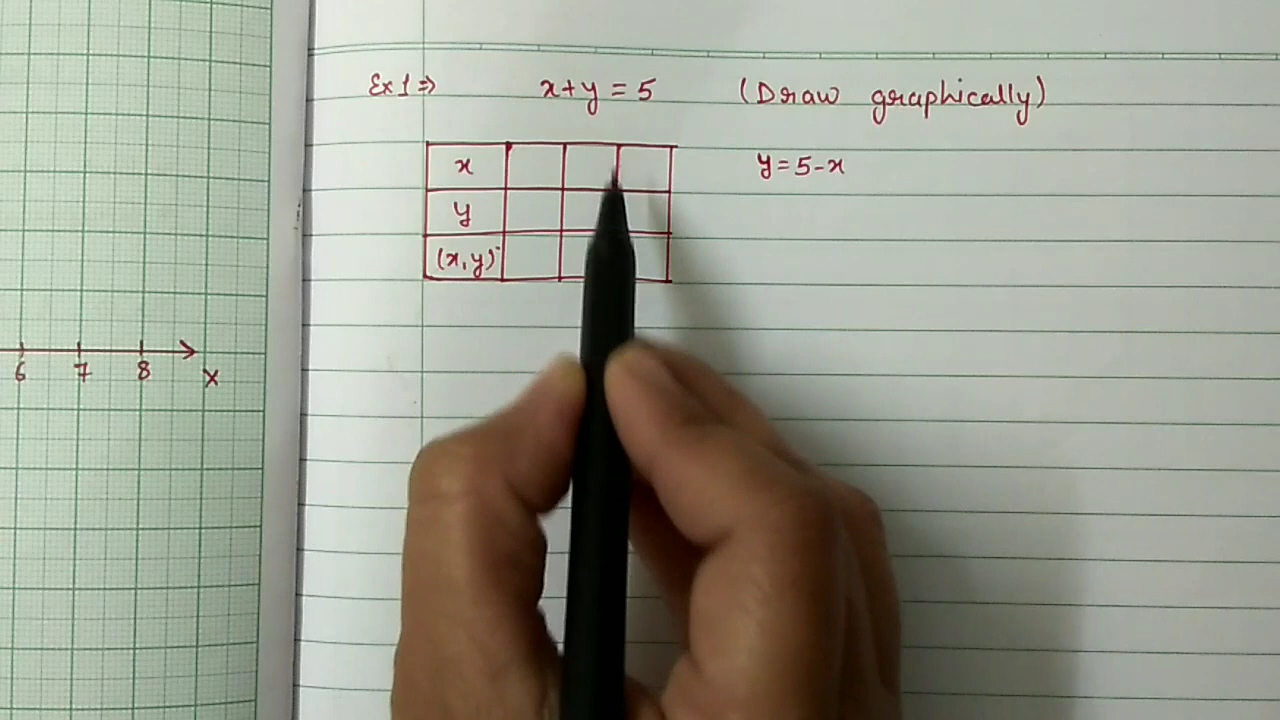 Ex 1 ⇒ x + y = 5 (Draw graphically)
x y = 5 - x
y
(x, y)
6 7 8 X